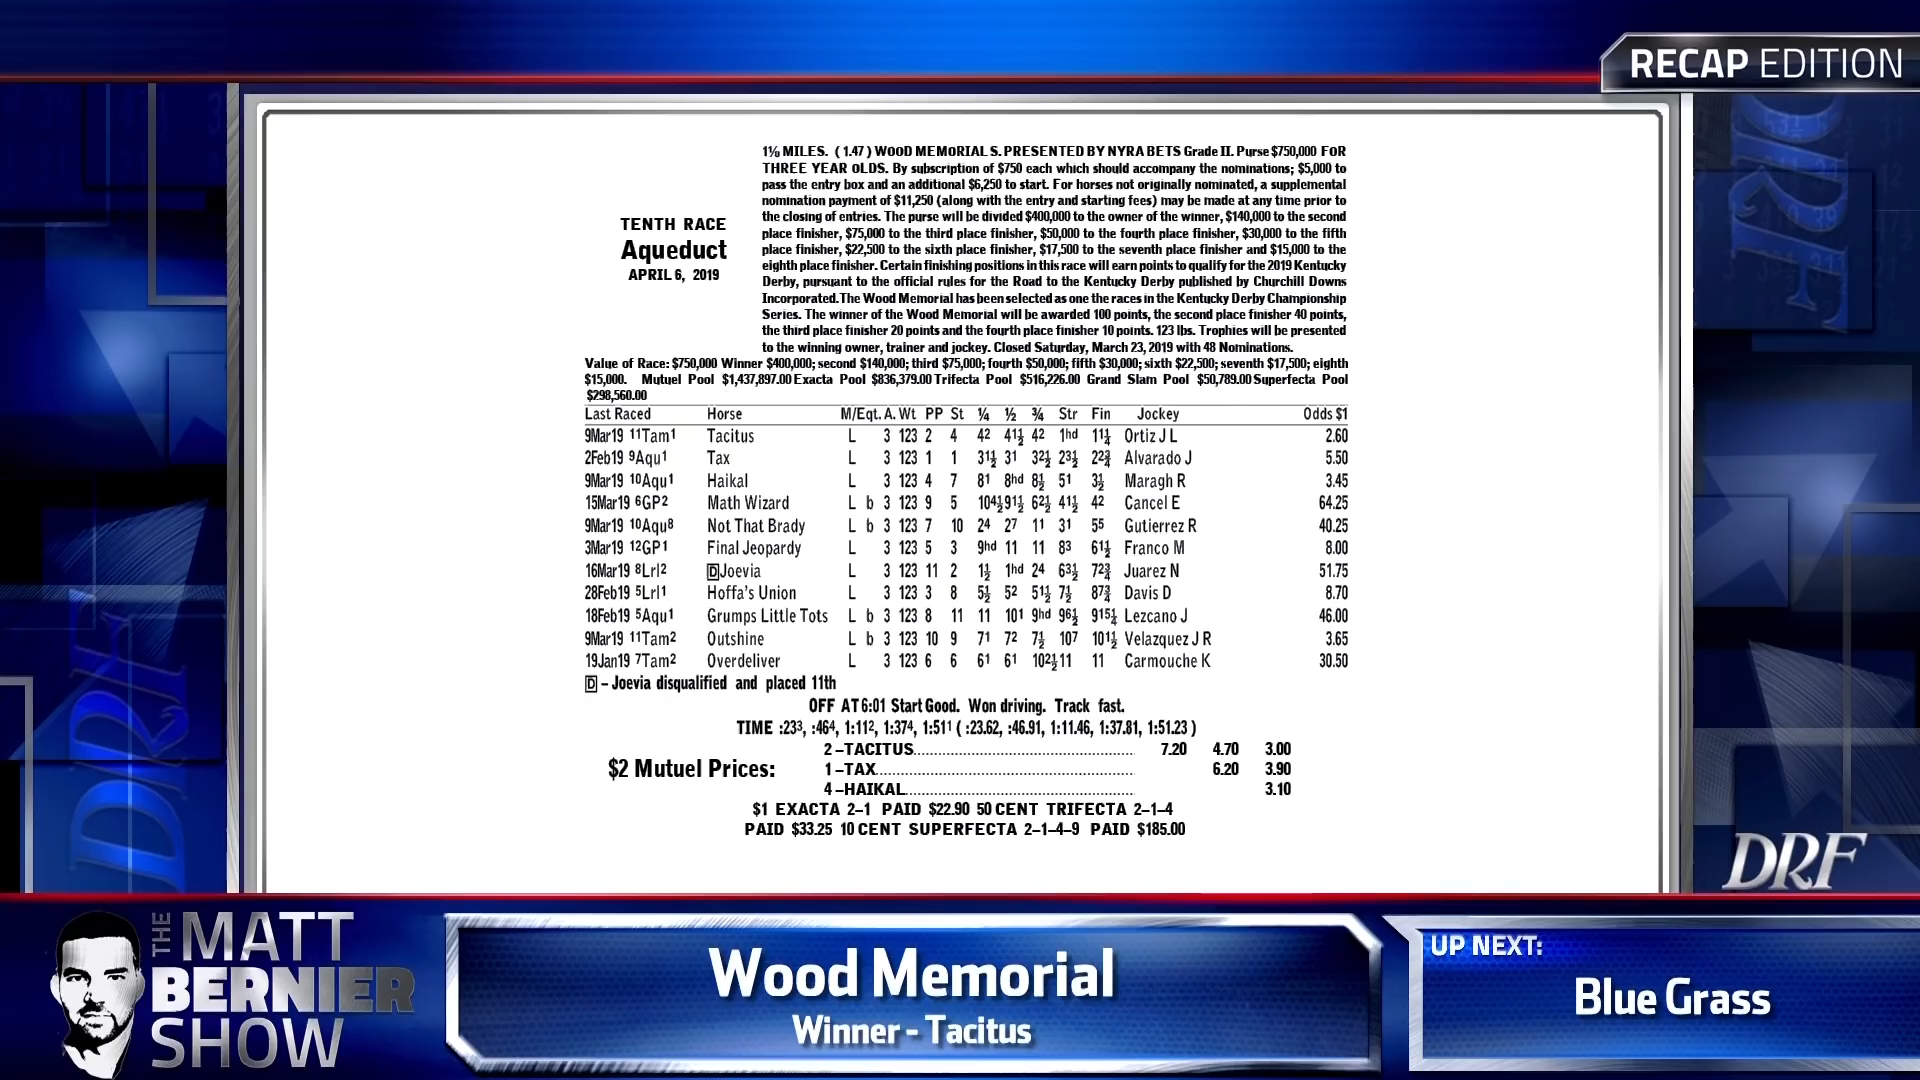 RECAP EDITION
1⅛ MILES. ( 1.47 ) WOOD MEMORIAL S. PRESENTED BY NYRA BETS Grade II. Purse $750,000 FOR
THREE YEAR OLDS. By subscription of $750 each which should accompany the nominations; $5,000 to
pass the entry box and an additional $6,250 to start. For horses not originally nominated, a supplemental
nomination payment of $11,250 (along with the entry and starting fees) may be made at any time prior to
the closing of entries. The purse will be divided $400,000 to the owner of the winner, $140,000 to the second
place finisher, $75,000 to the third place finisher, $50,000 to the fourth place finisher, $30,000 to the fifth
place finisher, $22,500 to the sixth place finisher, $17,500 to the seventh place finisher and $15,000 to the
eighth place finisher. Certain finishing positions in this race will earn points to qualify for the 2019 Kentucky
Derby, pursuant to the official rules for the Road to the Kentucky Derby published by Churchill Downs
Incorporated. The Wood Memorial has been selected as one the races in the Kentucky Derby Championship
Series. The winner of the Wood Memorial will be awarded 100 points, the second place finisher 40 points,
the third place finisher 20 points and the fourth place finisher 10 points. 123 lbs. Trophies will be presented
to the winning owner, trainer and jockey. Closed Saturday, March 23, 2019 with 48 Nominations.
TENTH RACE
Aqueduct
APRIL 6, 2019
Value of Race: $750,000 Winner $400,000; second $140,000; third $75,000; fourth $50,000; fifth $30,000; sixth $22,500; seventh $17,500; eighth
$15,000. Mutuel Pool $1,437,897.00 Exacta Pool $836,379.00 Trifecta Pool $516,226.00 Grand Slam Pool $50,789.00 Superfecta Pool
$298,560.00
Last Raced Horse M/Eqt. A. Wt PP St ¼ ½ ¾ Str Fin Jockey Odds $1
9Mar19 11Tam1 Tacitus L 3 123 2 4 42 41½ 42 1hd 11¼ Ortiz J L 2.60
2Feb19 9Aqu1 Tax L 3 123 1 1 31½ 31 32½ 23½ 22¾ Alvarado J 5.50
9Mar19 10Aqu1 Haikal L 3 123 4 7 81 8hd 8½ 51 3½ Maragh R 3.45
15Mar19 6GP2 Math Wizard L b 3 123 9 5 104½ 91½ 62½ 41½ 42 Cancel E 64.25
9Mar19 10Aqu8 Not That Brady L b 3 123 7 10 24 27 11 31 55 Gutierrez R 40.25
3Mar19 12GP1 Final Jeopardy L 3 123 5 3 9hd 11 11 83 61½ Franco M 8.00
16Mar19 8Lrl2 DJoevia L 3 123 11 2 1½ 1hd 24 63½ 72¾ Juarez N 51.75
28Feb19 5Lrl1 Hoffa's Union L 3 123 3 8 5½ 52 51½ 7½ 87¾ Davis D 8.70
18Feb19 5Aqu1 Grumps Little Tots L b 3 123 8 11 11 101 9hd 96½ 915¼ Lezcano J 46.00
9Mar19 11Tam2 Outshine L b 3 123 10 9 71 72 7½ 107 101½ Velazquez J R 3.65
19Jan19 7Tam2 Overdeliver L 3 123 6 6 61 61 102½ 11 11 Carmouche K 30.50
D – Joevia disqualified and placed 11th
OFF AT 6:01 Start Good. Won driving. Track fast.
TIME :233, :464, 1:112, 1:374, 1:511 ( :23.62, :46.91, 1:11.46, 1:37.81, 1:51.23 )
$2 Mutuel Prices:
2 –TACITUS 7.20 4.70 3.00
1 –TAX 6.20 3.90
4 –HAIKAL 3.10
$1 EXACTA 2–1 PAID $22.90 50 CENT TRIFECTA 2–1–4
PAID $33.25 10 CENT SUPERFECTA 2–1–4–9 PAID $185.00
DRF
DRF
DRF
THE MATT
BERNIER
SHOW
Wood Memorial
Winner - Tacitus
UP NEXT:
Blue Grass